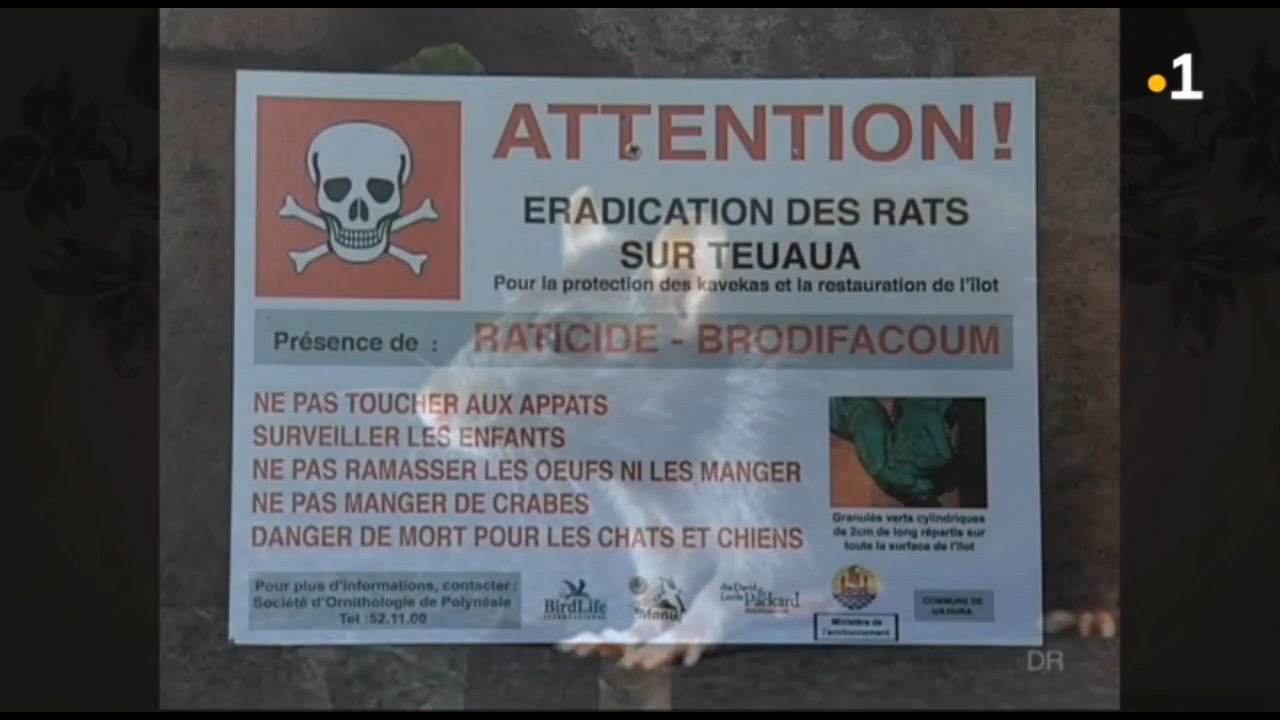 1
ATTENTION!
ERADICATION DES RATS
SUR TEUAUA
Pour la protection des kavekas et la restauration de l'îlot
Présence de : RATICIDE - BRODIFACOUM
NE PAS TOUCHER AUX APPATS
SURVEILLER LES ENFANTS
NE PAS RAMASSER LES OEUFS NI LES MANGER
NE PAS MANGER DE CRABES
DANGER DE MORT POUR LES CHATS ET CHIENS
Granulés verts cylindriques
de 2cm de long répartis sur
toute la surface de l'îlot
Pour plus d'informations, contacter :
Société d'Ornithologie de Polynésie
Tel :52.11.00
BirdLife
INTERNATIONAL
Manu
the David &
Lucile Packard
Ministère de
l'environnement
COMMUNE DE
UA HUKA
DR